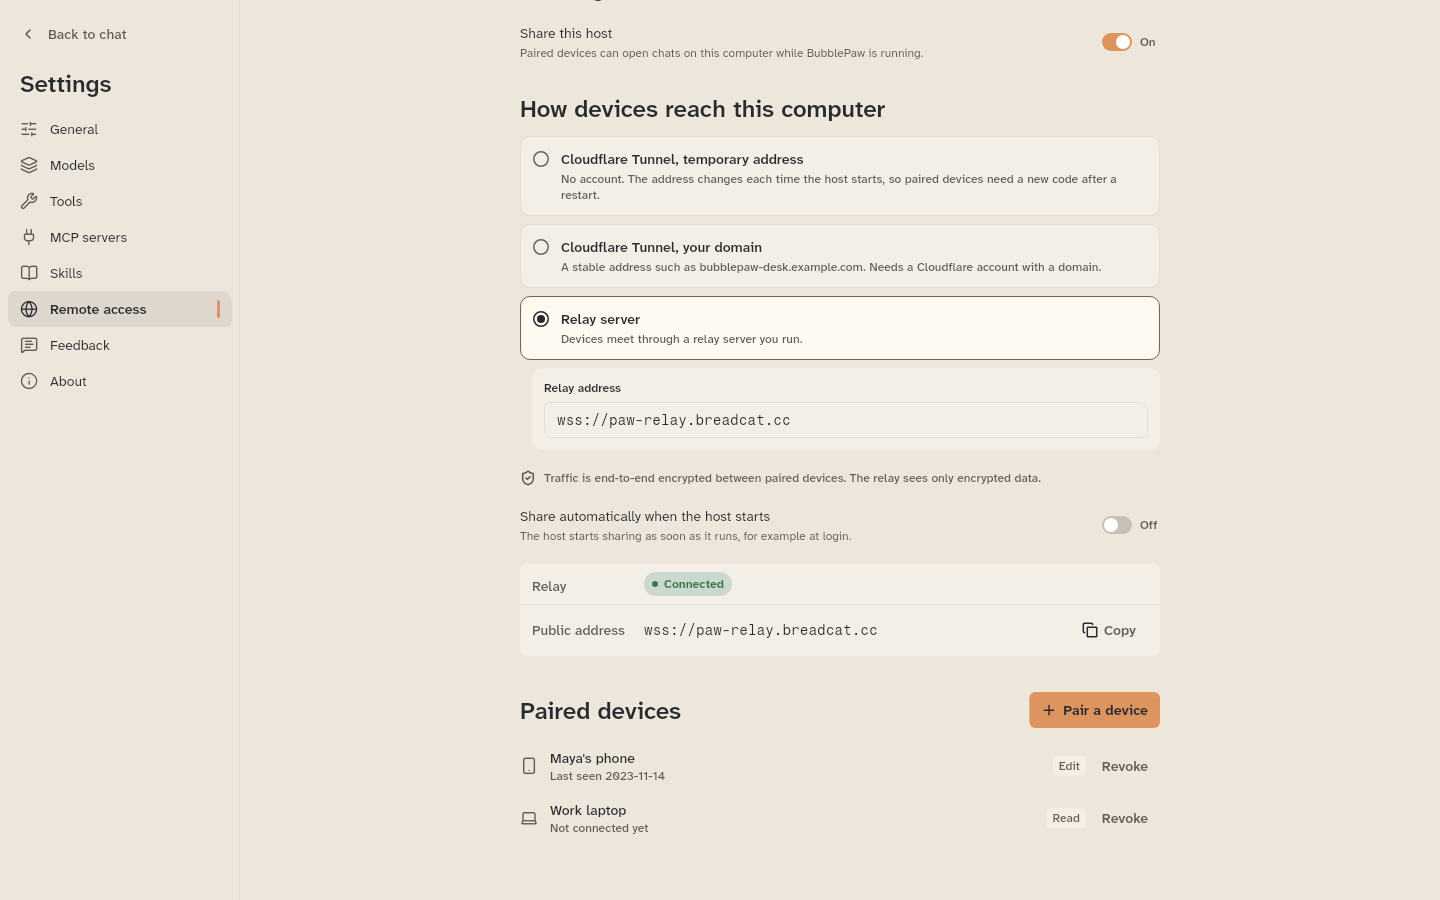 Back to chat
Settings
General
Models
Tools
MCP servers
Skills
Remote access
Feedback
About
Share this host
Paired devices can open chats on this computer while BubblePaw is running.
On
How devices reach this computer
Cloudflare Tunnel, temporary address
No account. The address changes each time the host starts, so paired devices need a new code after a
restart.
Cloudflare Tunnel, your domain
A stable address such as bubblepaw-desk.example.com. Needs a Cloudflare account with a domain.
Relay server
Devices meet through a relay server you run.
Relay address
wss://paw-relay.breadcat.cc
Traffic is end-to-end encrypted between paired devices. The relay sees only encrypted data.
Share automatically when the host starts
The host starts sharing as soon as it runs, for example at login.
Off
Relay
Connected
Public address
wss://paw-relay.breadcat.cc
Copy
Paired devices
Pair a device
Maya's phone
Last seen 2023-11-14
Edit
Revoke
Work laptop
Not connected yet
Read
Revoke